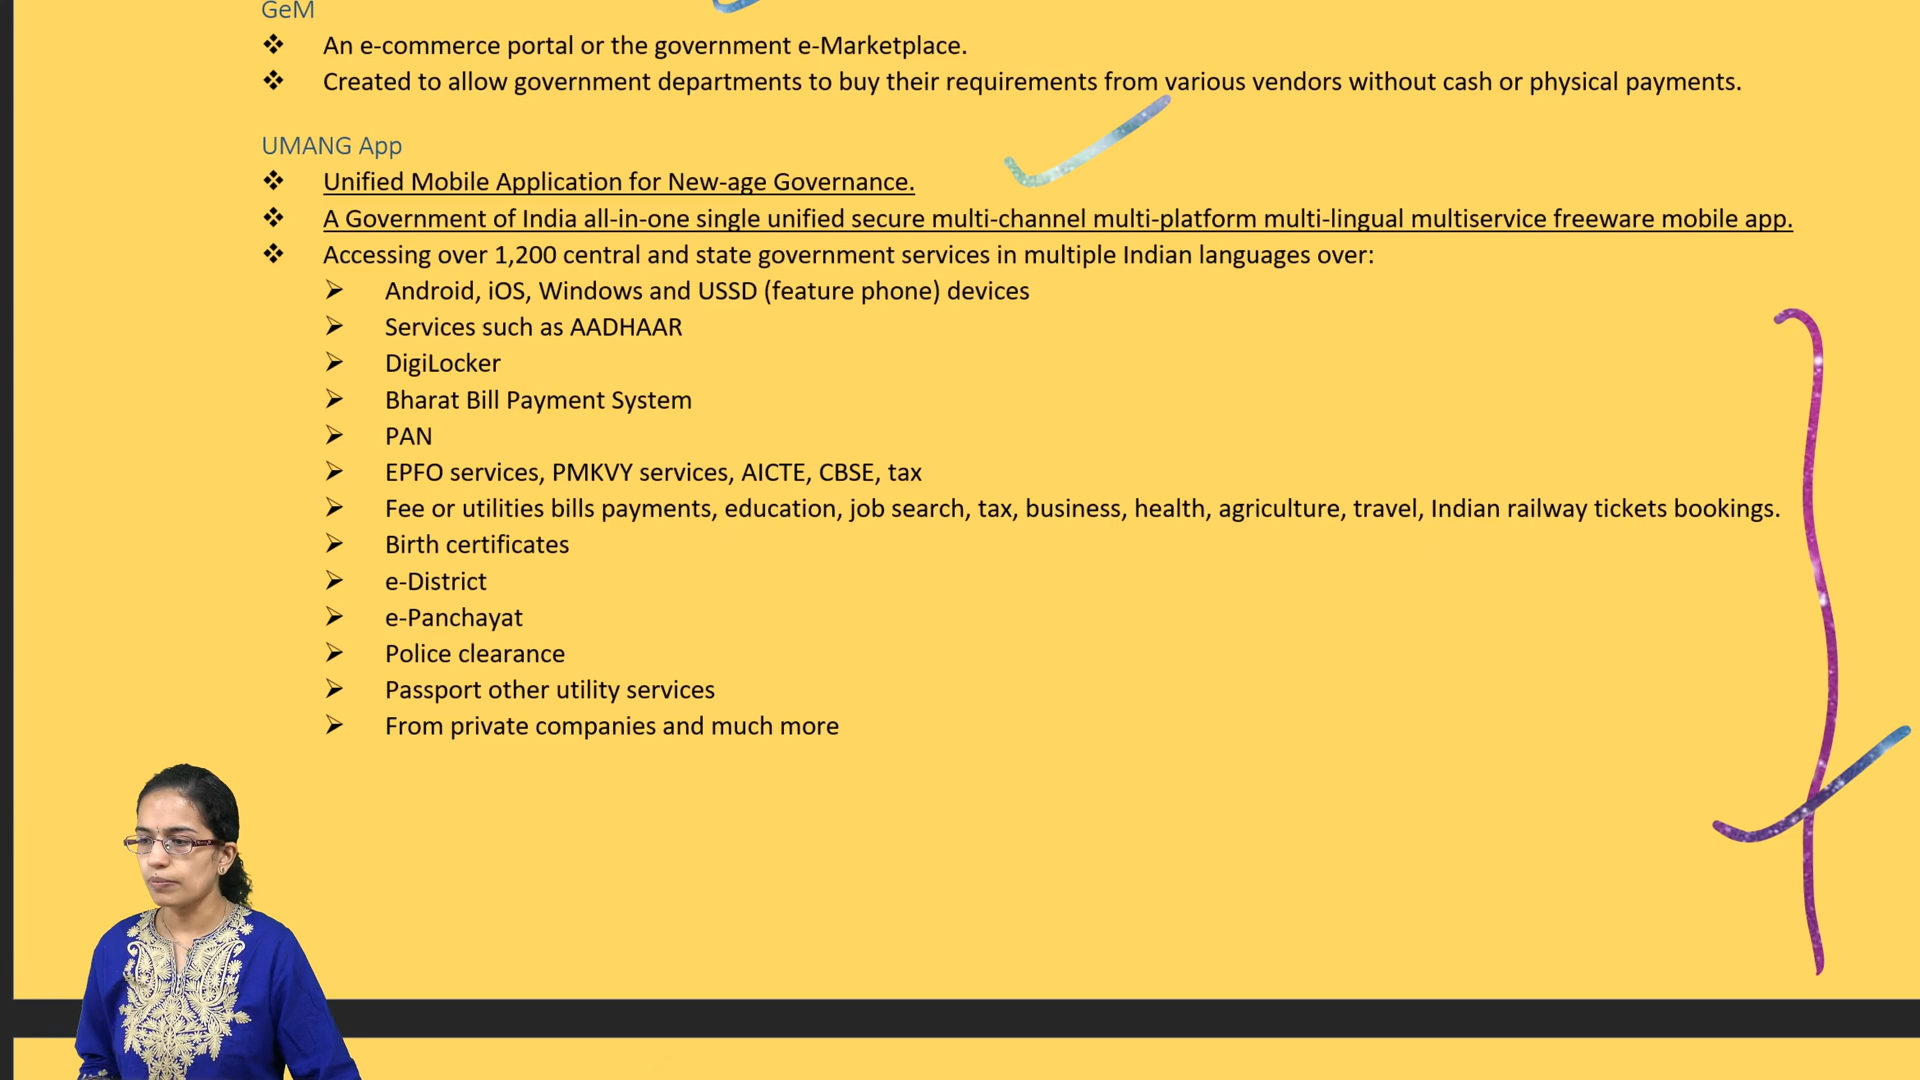 GeM
❖ An e-commerce portal or the government e-Marketplace.
❖ Created to allow government departments to buy their requirements from various vendors without cash or physical payments.
UMANG App
❖ Unified Mobile Application for New-age Governance.
❖ A Government of India all-in-one single unified secure multi-channel multi-platform multi-lingual multiservice freeware mobile app.
❖ Accessing over 1,200 central and state government services in multiple Indian languages over:
➢ Android, iOS, Windows and USSD (feature phone) devices
➢ Services such as AADHAAR
➢ DigiLocker
➢ Bharat Bill Payment System
➢ PAN
➢ EPFO services, PMKVY services, AICTE, CBSE, tax
➢ Fee or utilities bills payments, education, job search, tax, business, health, agriculture, travel, Indian railway tickets bookings.
➢ Birth certificates
➢ e-District
➢ e-Panchayat
➢ Police clearance
➢ Passport other utility services
➢ From private companies and much more